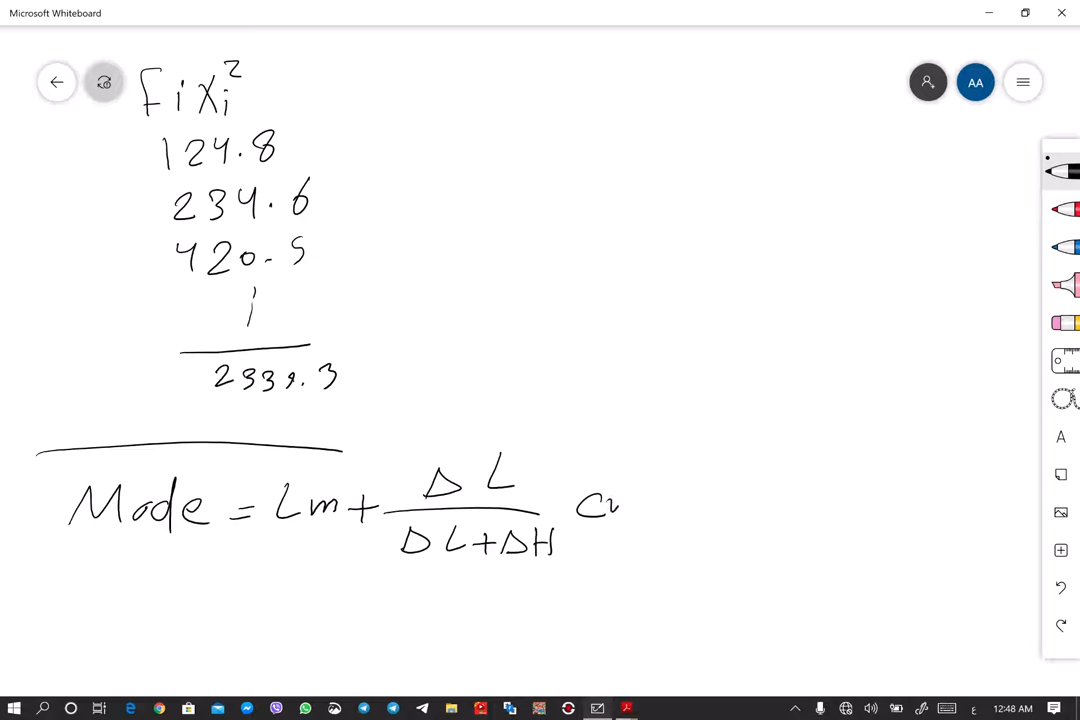 Microsoft Whiteboard
AA
fixi²
124.8
234.6
420.5
2339.3
Mode = Lm + ΔL / ΔL+ΔH
A
ع 12:48 AM